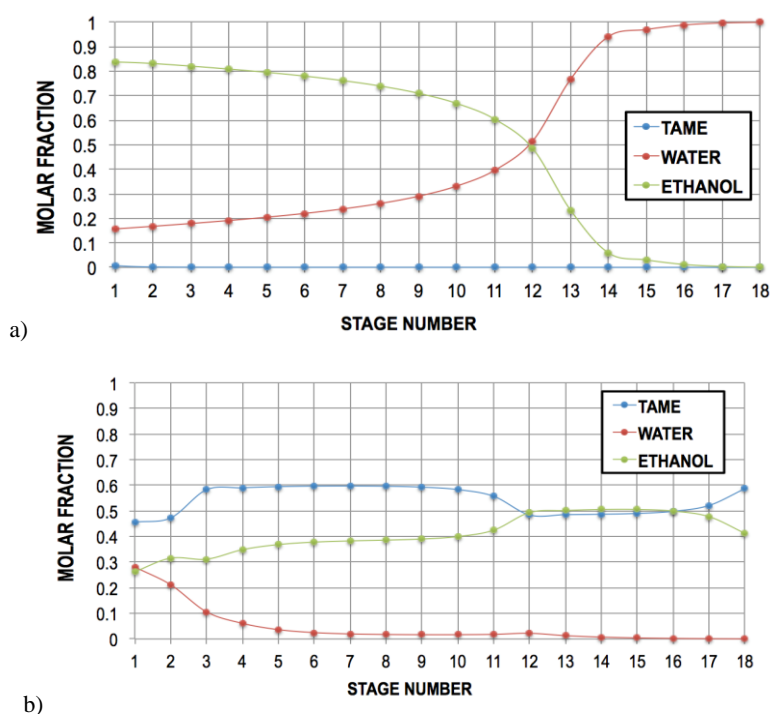 1
0.9
0.8
0.7
0.6
0.5
0.4
0.3
0.2
0.1
0
MOLAR FRACTION
TAME
WATER
ETHANOL
1 2 3 4 5 6 7 8 9 10 11 12 13 14 15 16 17 18
STAGE NUMBER
a)
1
0.9
0.8
0.7
0.6
0.5
0.4
0.3
0.2
0.1
0
MOLAR FRACTION
TAME
WATER
ETHANOL
1 2 3 4 5 6 7 8 9 10 11 12 13 14 15 16 17 18
STAGE NUMBER
b)